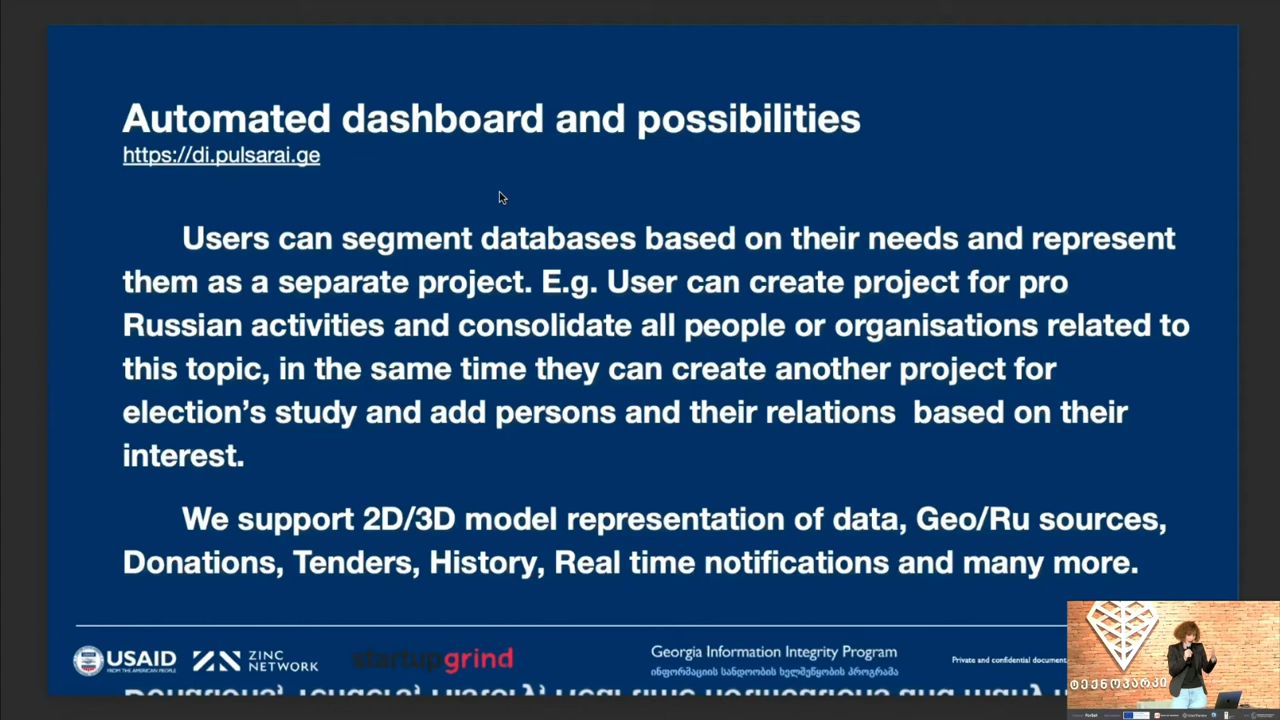 Automated dashboard and possibilities
https://di.pulsarai.ge
Users can segment databases based on their needs and represent
them as a separate project. E.g. User can create project for pro
Russian activities and consolidate all people or organisations related to
this topic, in the same time they can create another project for
election’s study and add persons and their relations based on their
interest.
We support 2D/3D model representation of data, Geo/Ru sources,
Donations, Tenders, History, Real time notifications and many more.
USAID
FROM THE AMERICAN PEOPLE
ZINC
NETWORK
startupgrind
Georgia Information Integrity Program
ინფორმაციის სანდოობის ხელშეწყობის პროგრამა
Private and confidential document
ტექნოპარკი